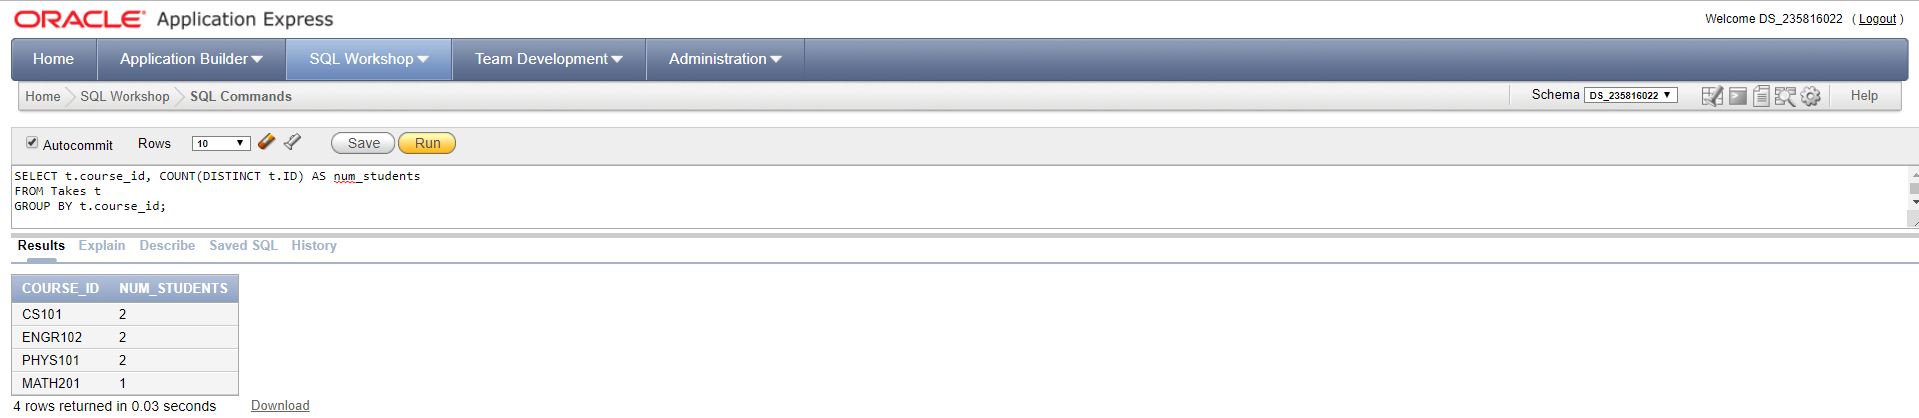 ORACLE Application Express
Welcome DS_235816022 ( Logout )
Home Application Builder SQL Workshop Team Development Administration
Home SQL Workshop SQL Commands Schema DS_235816022 Help
Autocommit Rows 10 Save Run
SELECT t.course_id, COUNT(DISTINCT t.ID) AS num_students
FROM Takes t
GROUP BY t.course_id;
Results Explain Describe Saved SQL History
COURSE_ID NUM_STUDENTS
CS101 2
ENGR102 2
PHYS101 2
MATH201 1
4 rows returned in 0.03 seconds Download